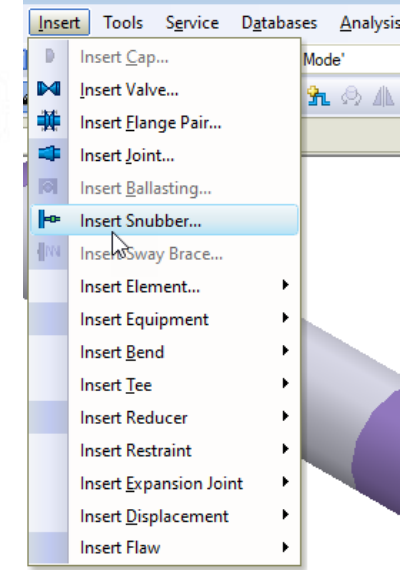 Insert Tools Service Databases Analysis
Insert Cap...
Mode'
Insert Valve...
Insert Flange Pair...
Insert Joint...
Insert Ballasting...
Insert Snubber...
Insert Sway Brace...
Insert Element...
Insert Equipment
Insert Bend
Insert Tee
Insert Reducer
Insert Restraint
Insert Expansion Joint
Insert Displacement
Insert Flaw